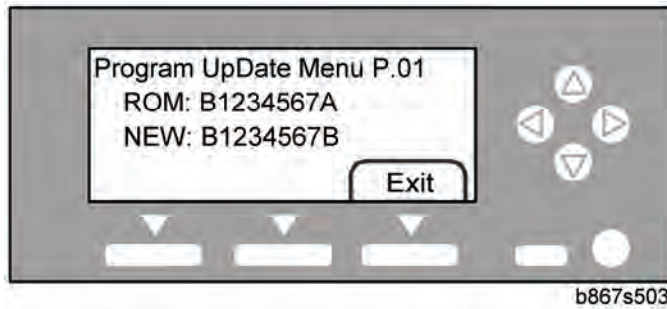 Program UpDate Menu P.01
ROM: B1234567A
NEW: B1234567B
Exit
b867s503